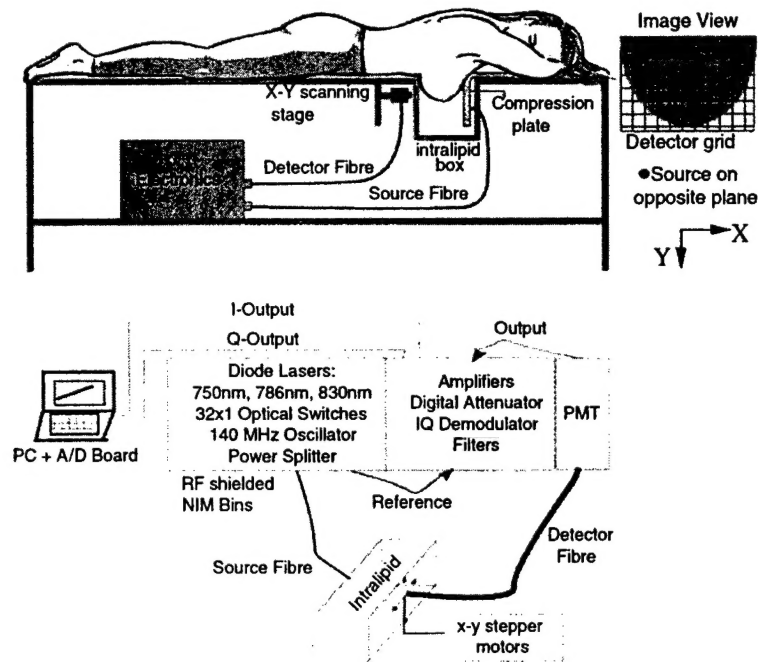 Image View
X-Y scanning
stage
Compression
plate
intralipid
box
Detector Fibre
Electronics
Source Fibre
Detector grid
Source on
opposite plane
X
Y
I-Output
Q-Output
Output
Diode Lasers:
750nm, 786nm, 830nm
32x1 Optical Switches
140 MHz Oscillator
Power Splitter
Amplifiers
Digital Attenuator
IQ Demodulator
Filters
PMT
PC + A/D Board
RF shielded
NIM Bins
Reference
Detector
Fibre
Source Fibre
Intralipid
x-y stepper
motors